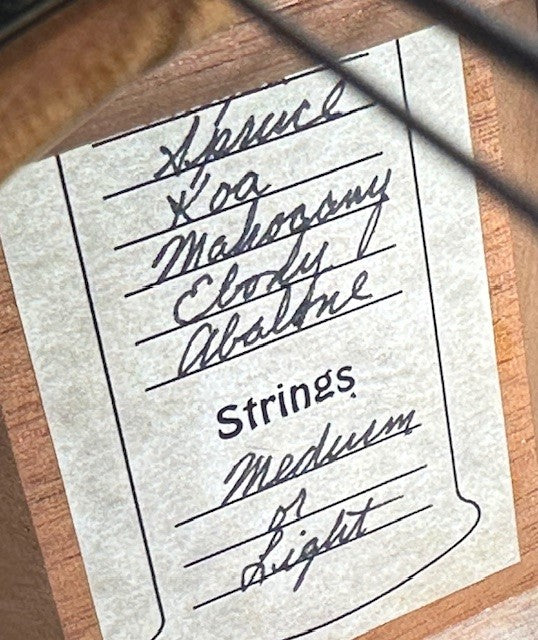 Spruce
Koa
Mahogany
Ebony
Abalone
Strings
Medium
or
Light